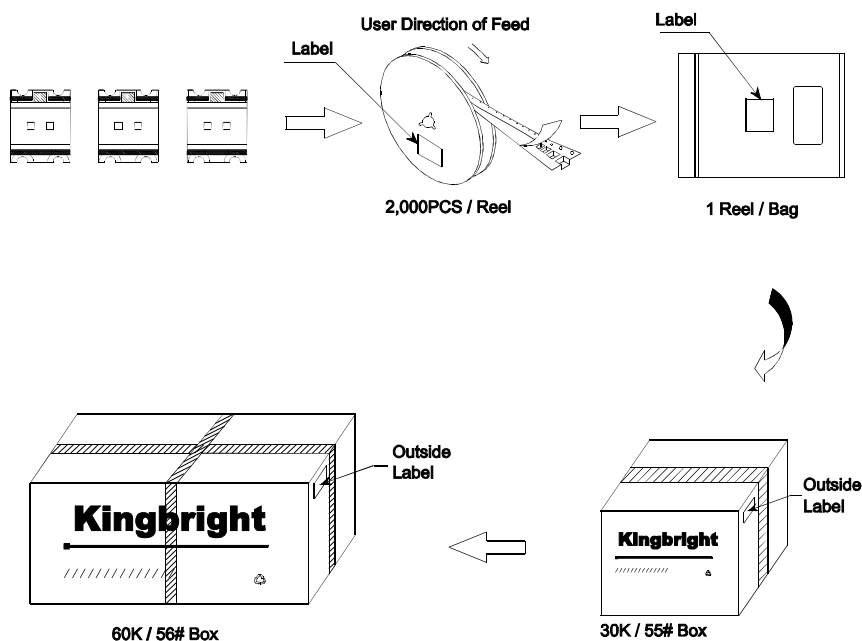 User Direction of Feed
Label
2,000PCS / Reel
Label
1 Reel / Bag
Outside
Label
Kingbright
60K / 56# Box
Outside
Label
Kingbright
30K / 55# Box